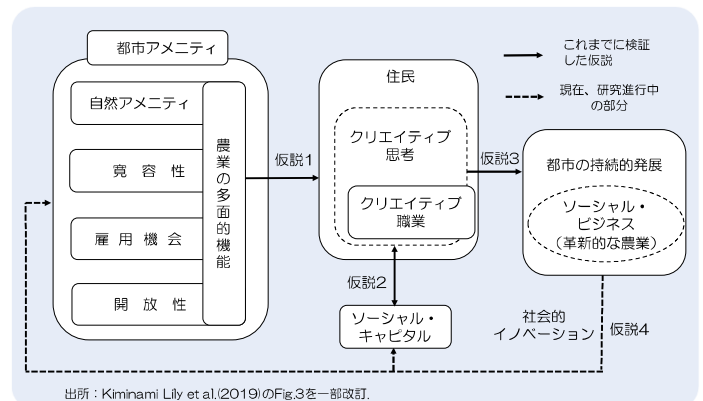 都市アメニティ
自然アメニティ
寛 容 性
雇 用 機 会
開 放 性
農業の多面的機能
仮説1
住民
クリエイティブ
思考
クリエイティブ
職業
仮説2
ソーシャル・
キャピタル
仮説3
これまでに検証
した仮説
現在、研究進行中
の部分
都市の持続的発展
ソーシャル・
ビジネス
（革新的な農業）
社会的
イノベーション
仮説4
出所：Kiminami Lily et al.(2019)のFig.3を一部改訂.